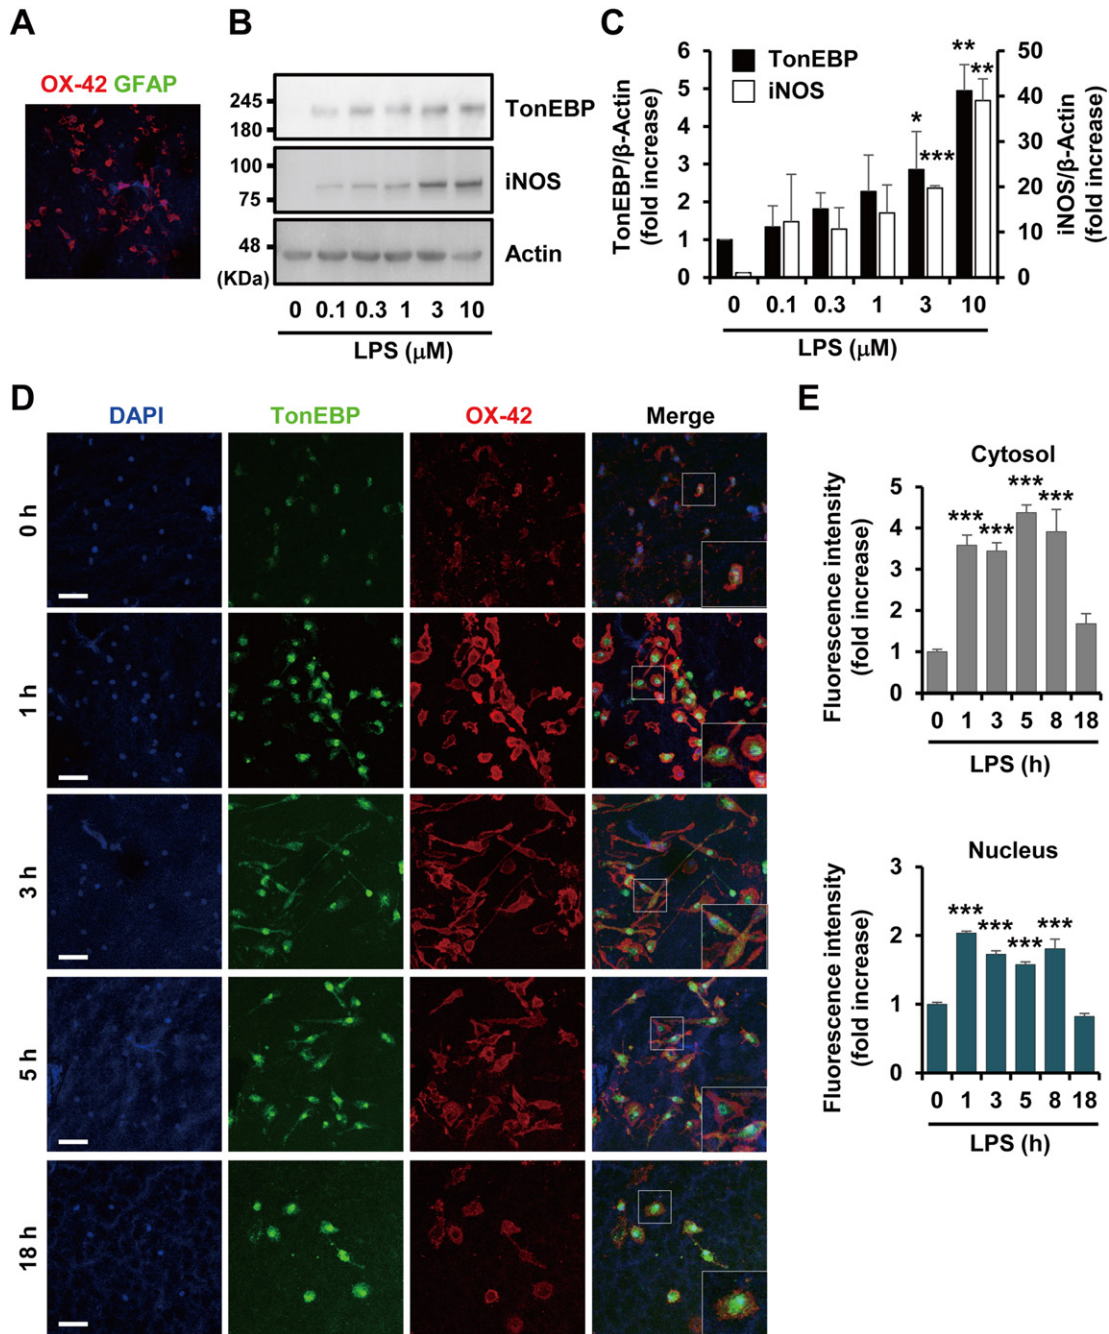 A
OX-42 GFAP
B
245
180
TonEBP
100
75
iNOS
48
(KDa)
Actin
0 0.1 0.3 1 3 10
LPS (μM)
C
TonEBP
iNOS
TonEBP/β-Actin
(fold increase)
6
5
4
3
2
1
0
* *** ** **
50
40
30
20
10
0
iNOS/β-Actin
(fold increase)
0 0.1 0.3 1 3 10
LPS (μM)
D
DAPI TonEBP OX-42 Merge
0 h
1 h
3 h
5 h
18 h
E
Cytosol
Fluorescence intensity
(fold increase)
5
4
3
2
1
0
*** *** *** ***
0 1 3 5 8 18
LPS (h)
Nucleus
Fluorescence intensity
(fold increase)
3
2
1
0
*** *** *** ***
0 1 3 5 8 18
LPS (h)